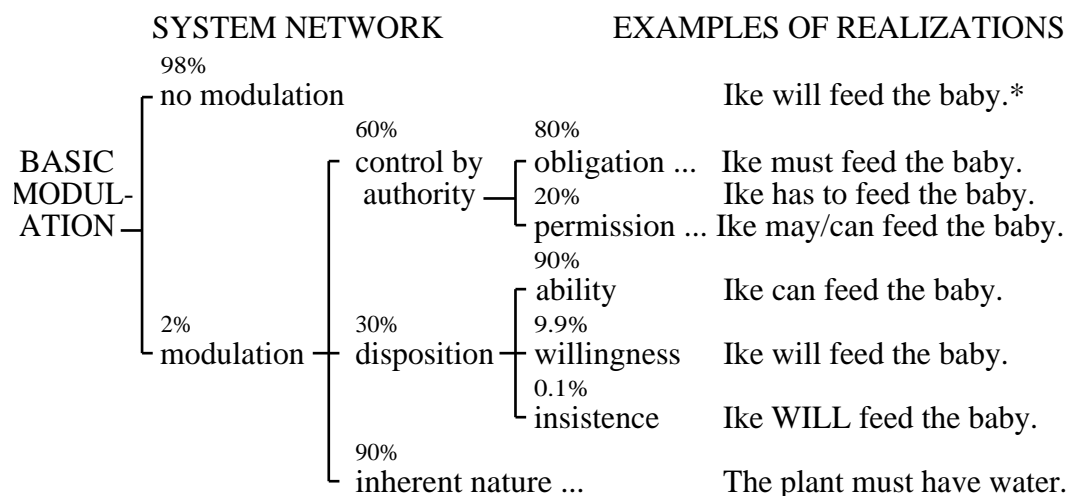 SYSTEM NETWORK EXAMPLES OF REALIZATIONS
98%
no modulation Ike will feed the baby.*
60% 80%
BASIC control by obligation ... Ike must feed the baby.
MODUL- authority 20% Ike has to feed the baby.
ATION permission ... Ike may/can feed the baby.
90%
ability Ike can feed the baby.
2% 30% 9.9%
modulation disposition willingness Ike will feed the baby.
0.1%
insistence Ike WILL feed the baby.
90%
inherent nature ... The plant must have water.